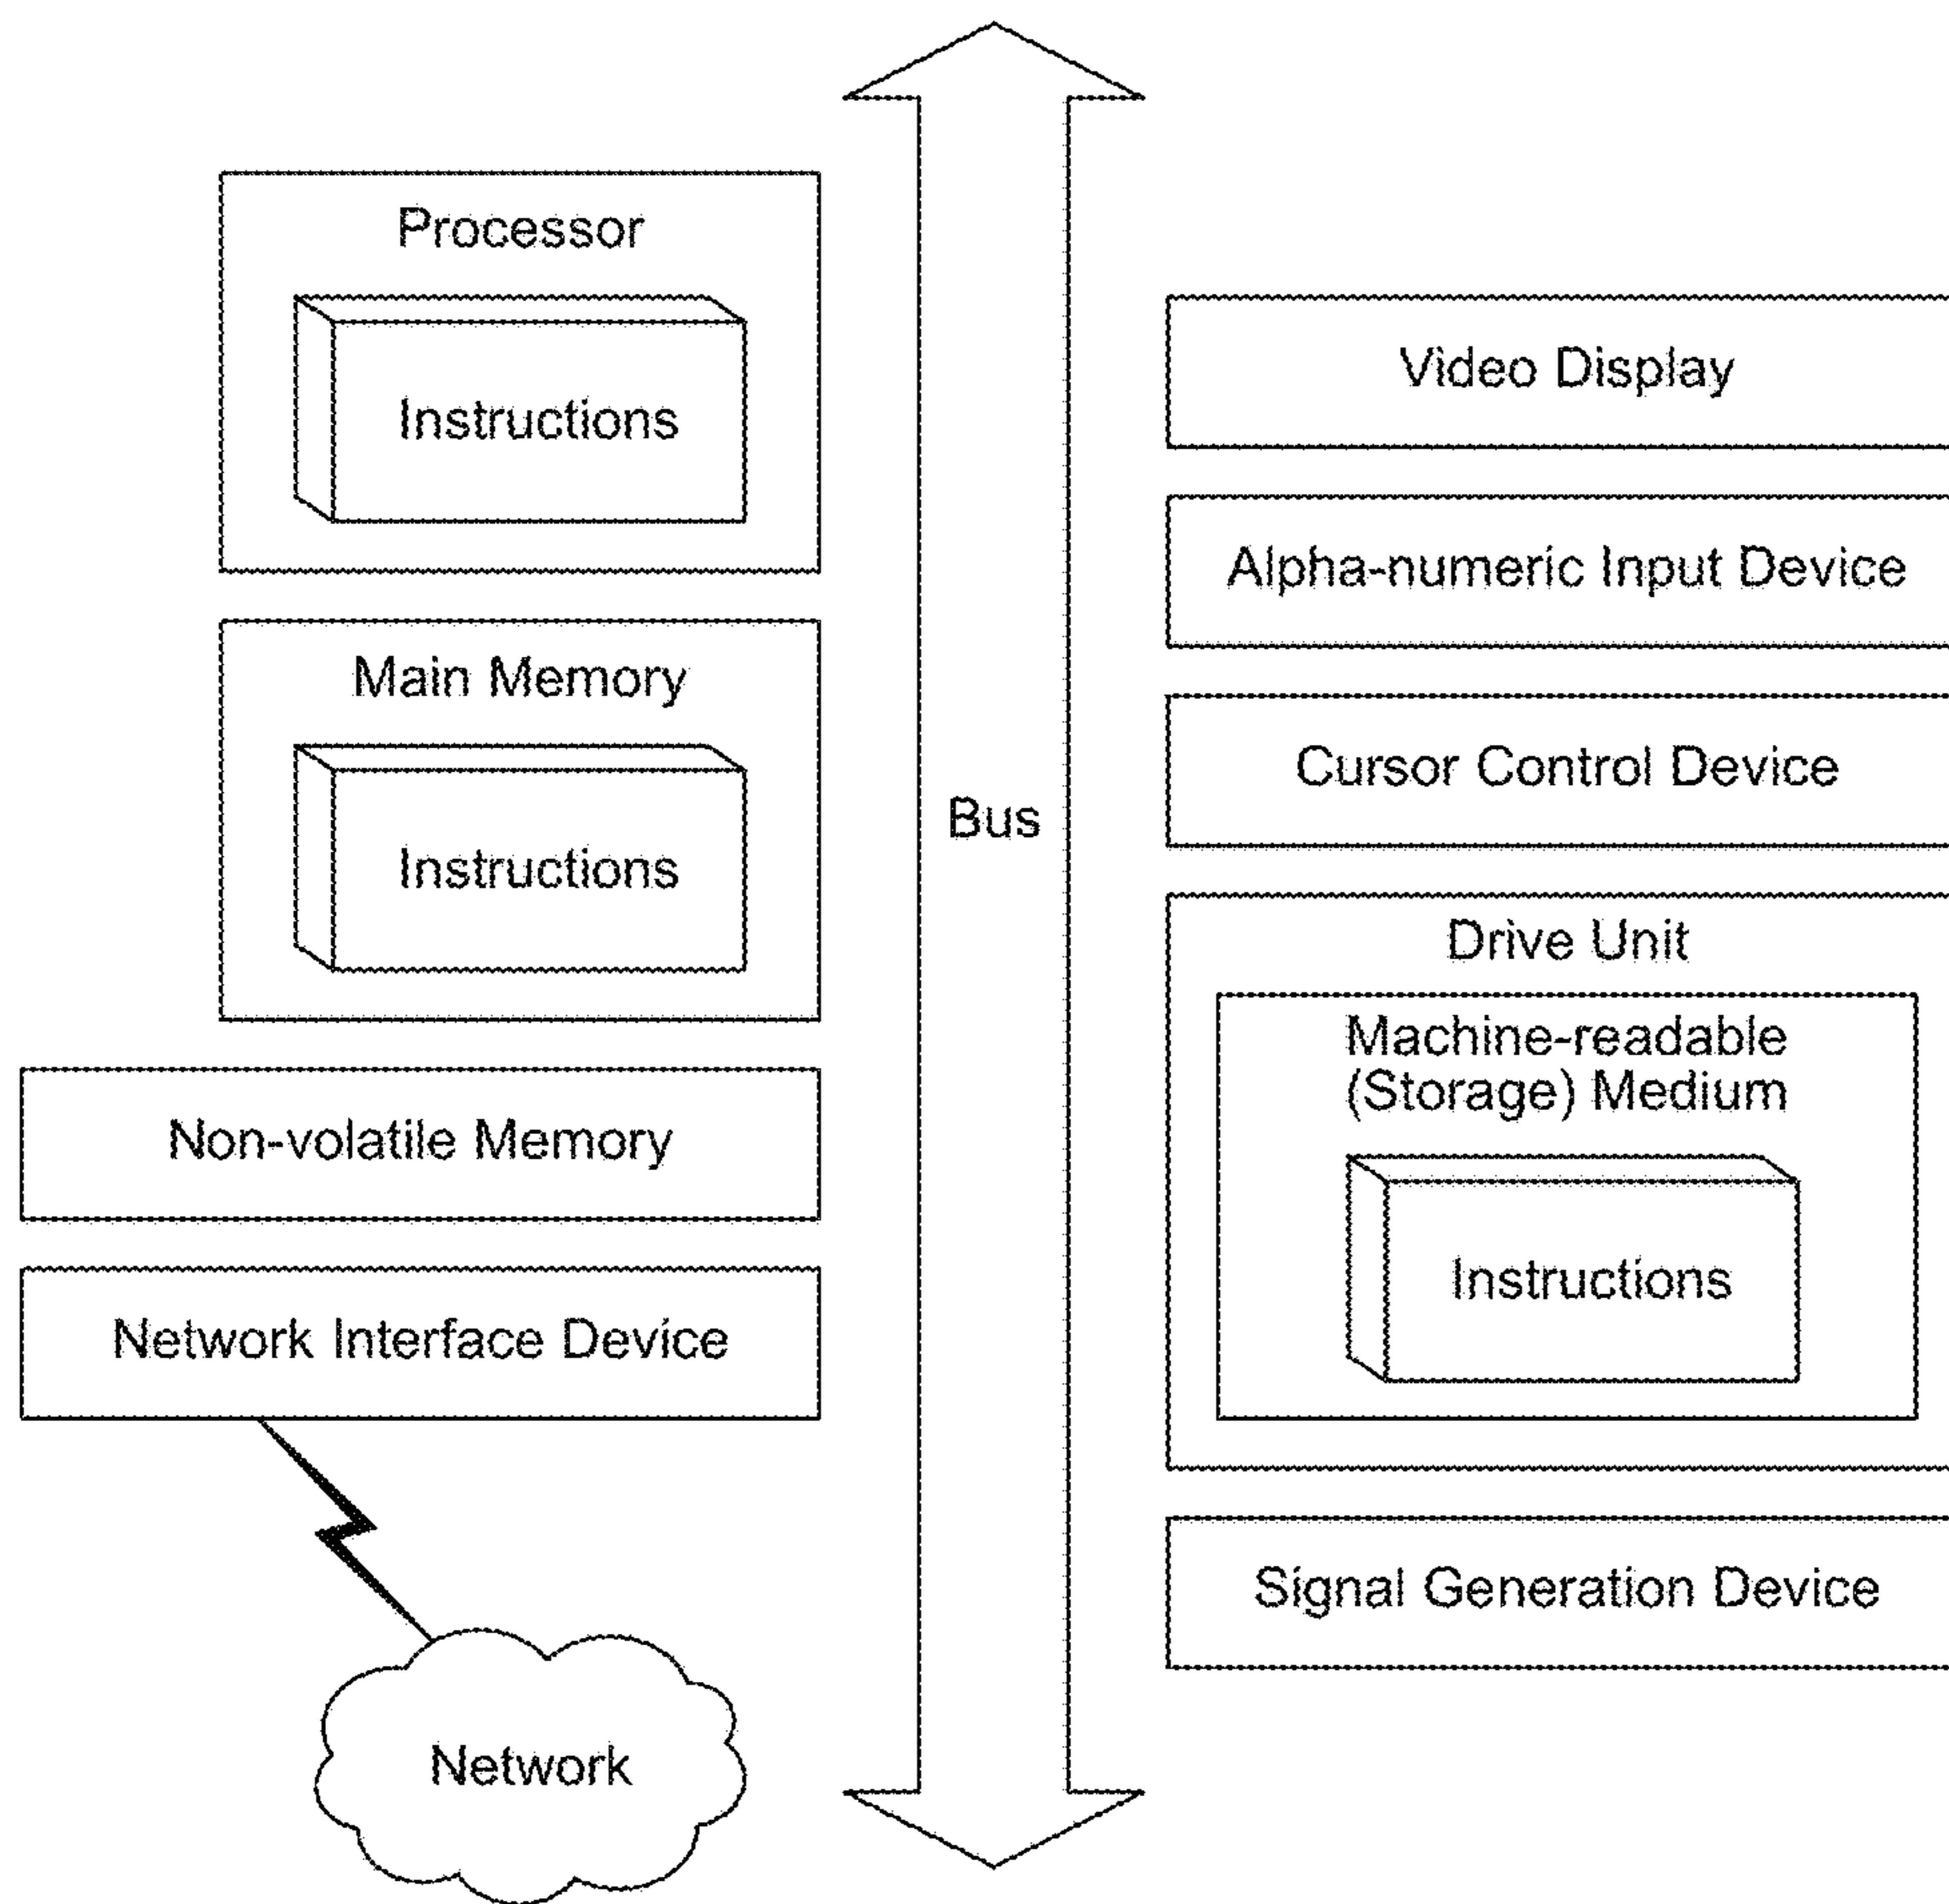 Processor
Instructions
Main Memory
Instructions
Non-volatile Memory
Network Interface Device
Network
Bus
Video Display
Alpha-numeric Input Device
Cursor Control Device
Drive Unit
Machine-readable
(Storage) Medium
Instructions
Signal Generation Device